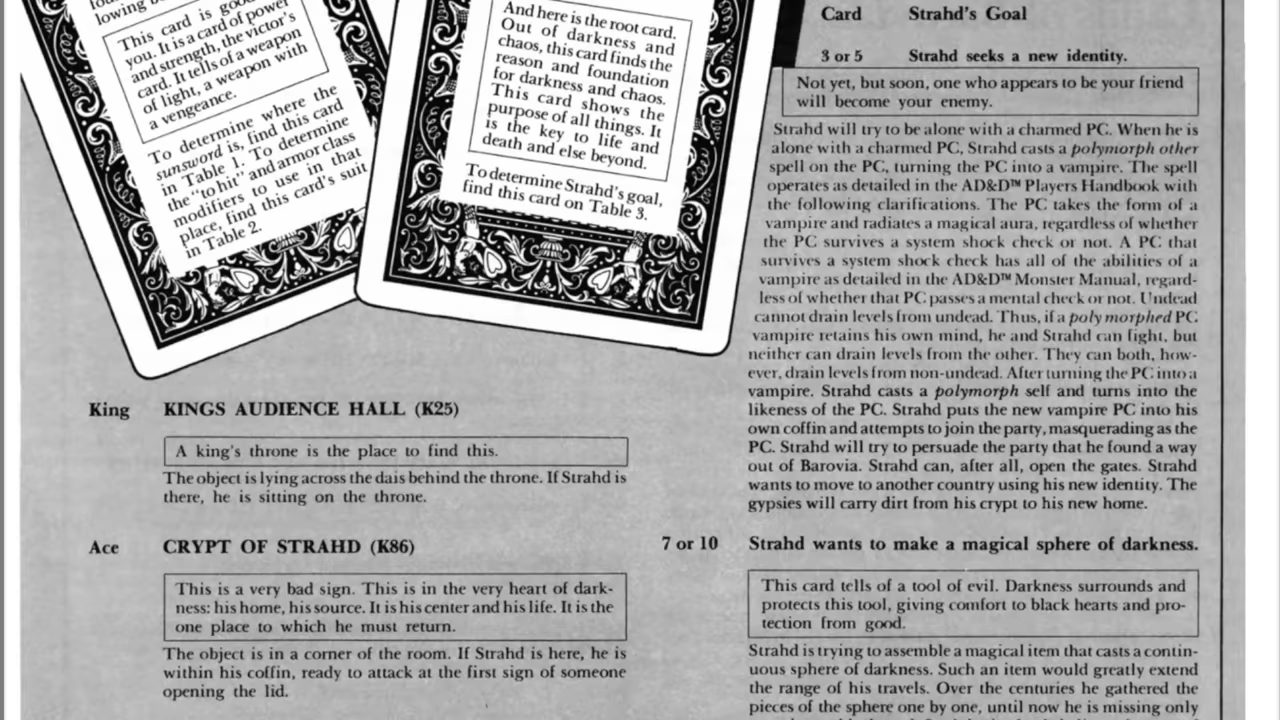 lowing bo
This card is good
you. It is a card of power
and strength, the victor's
card. It tells of a weapon
of light, a weapon with
a vengeance.
To determine where the
sunsword is, find this card
in Table 1. To determine
the "to hit" and armor class
modifiers to use in that
place, find this card's suit
in Table 2.
And here is the root card.
Out of darkness and
chaos, this card finds the
reason and foundation
for darkness and chaos.
This card shows the
purpose of all things. It
is the key to life and
death and else beyond.
To determine Strahd's goal,
find this card on Table 3.
King KINGS AUDIENCE HALL (K25)
A king's throne is the place to find this.
The object is lying across the dais behind the throne. If Strahd is
there, he is sitting on the throne.
Ace CRYPT OF STRAHD (K86)
This is a very bad sign. This is in the very heart of dark-
ness: his home, his source. It is his center and his life. It is the
one place to which he must return.
The object is in a corner of the room. If Strahd is here, he is
within his coffin, ready to attack at the first sign of someone
opening the lid.
Card Strahd's Goal
3 or 5 Strahd seeks a new identity.
Not yet, but soon, one who appears to be your friend
will become your enemy.
Strahd will try to be alone with a charmed PC. When he is
alone with a charmed PC, Strahd casts a polymorph other
spell on the PC, turning the PC into a vampire. The spell
operates as detailed in the AD&D™ Players Handbook with
the following clarifications. The PC takes the form of a
vampire and radiates a magical aura, regardless of whether
the PC survives a system shock check or not. A PC that
survives a system shock check has all of the abilities of a
vampire as detailed in the AD&D™ Monster Manual, regard-
less of whether that PC passes a mental check or not. Undead
cannot drain levels from undead. Thus, if a poly morphed PC
vampire retains his own mind, he and Strahd can fight, but
neither can drain levels from the other. They can both, how-
ever, drain levels from non-undead. After turning the PC into a
vampire. Strahd casts a polymorph self and turns into the
likeness of the PC. Strahd puts the new vampire PC into his
own coffin and attempts to join the party, masquerading as the
PC. Strahd will try to persuade the party that he found a way
out of Barovia. Strahd can, after all, open the gates. Strahd
wants to move to another country using his new identity. The
gypsies will carry dirt from his crypt to his new home.
7 or 10 Strahd wants to make a magical sphere of darkness.
This card tells of a tool of evil. Darkness surrounds and
protects this tool, giving comfort to black hearts and pro-
tection from good.
Strahd is trying to assemble a magical item that casts a contin-
uous sphere of darkness. Such an item would greatly extend
the range of his travels. Over the centuries he gathered the
pieces of the sphere one by one, until now he is missing only